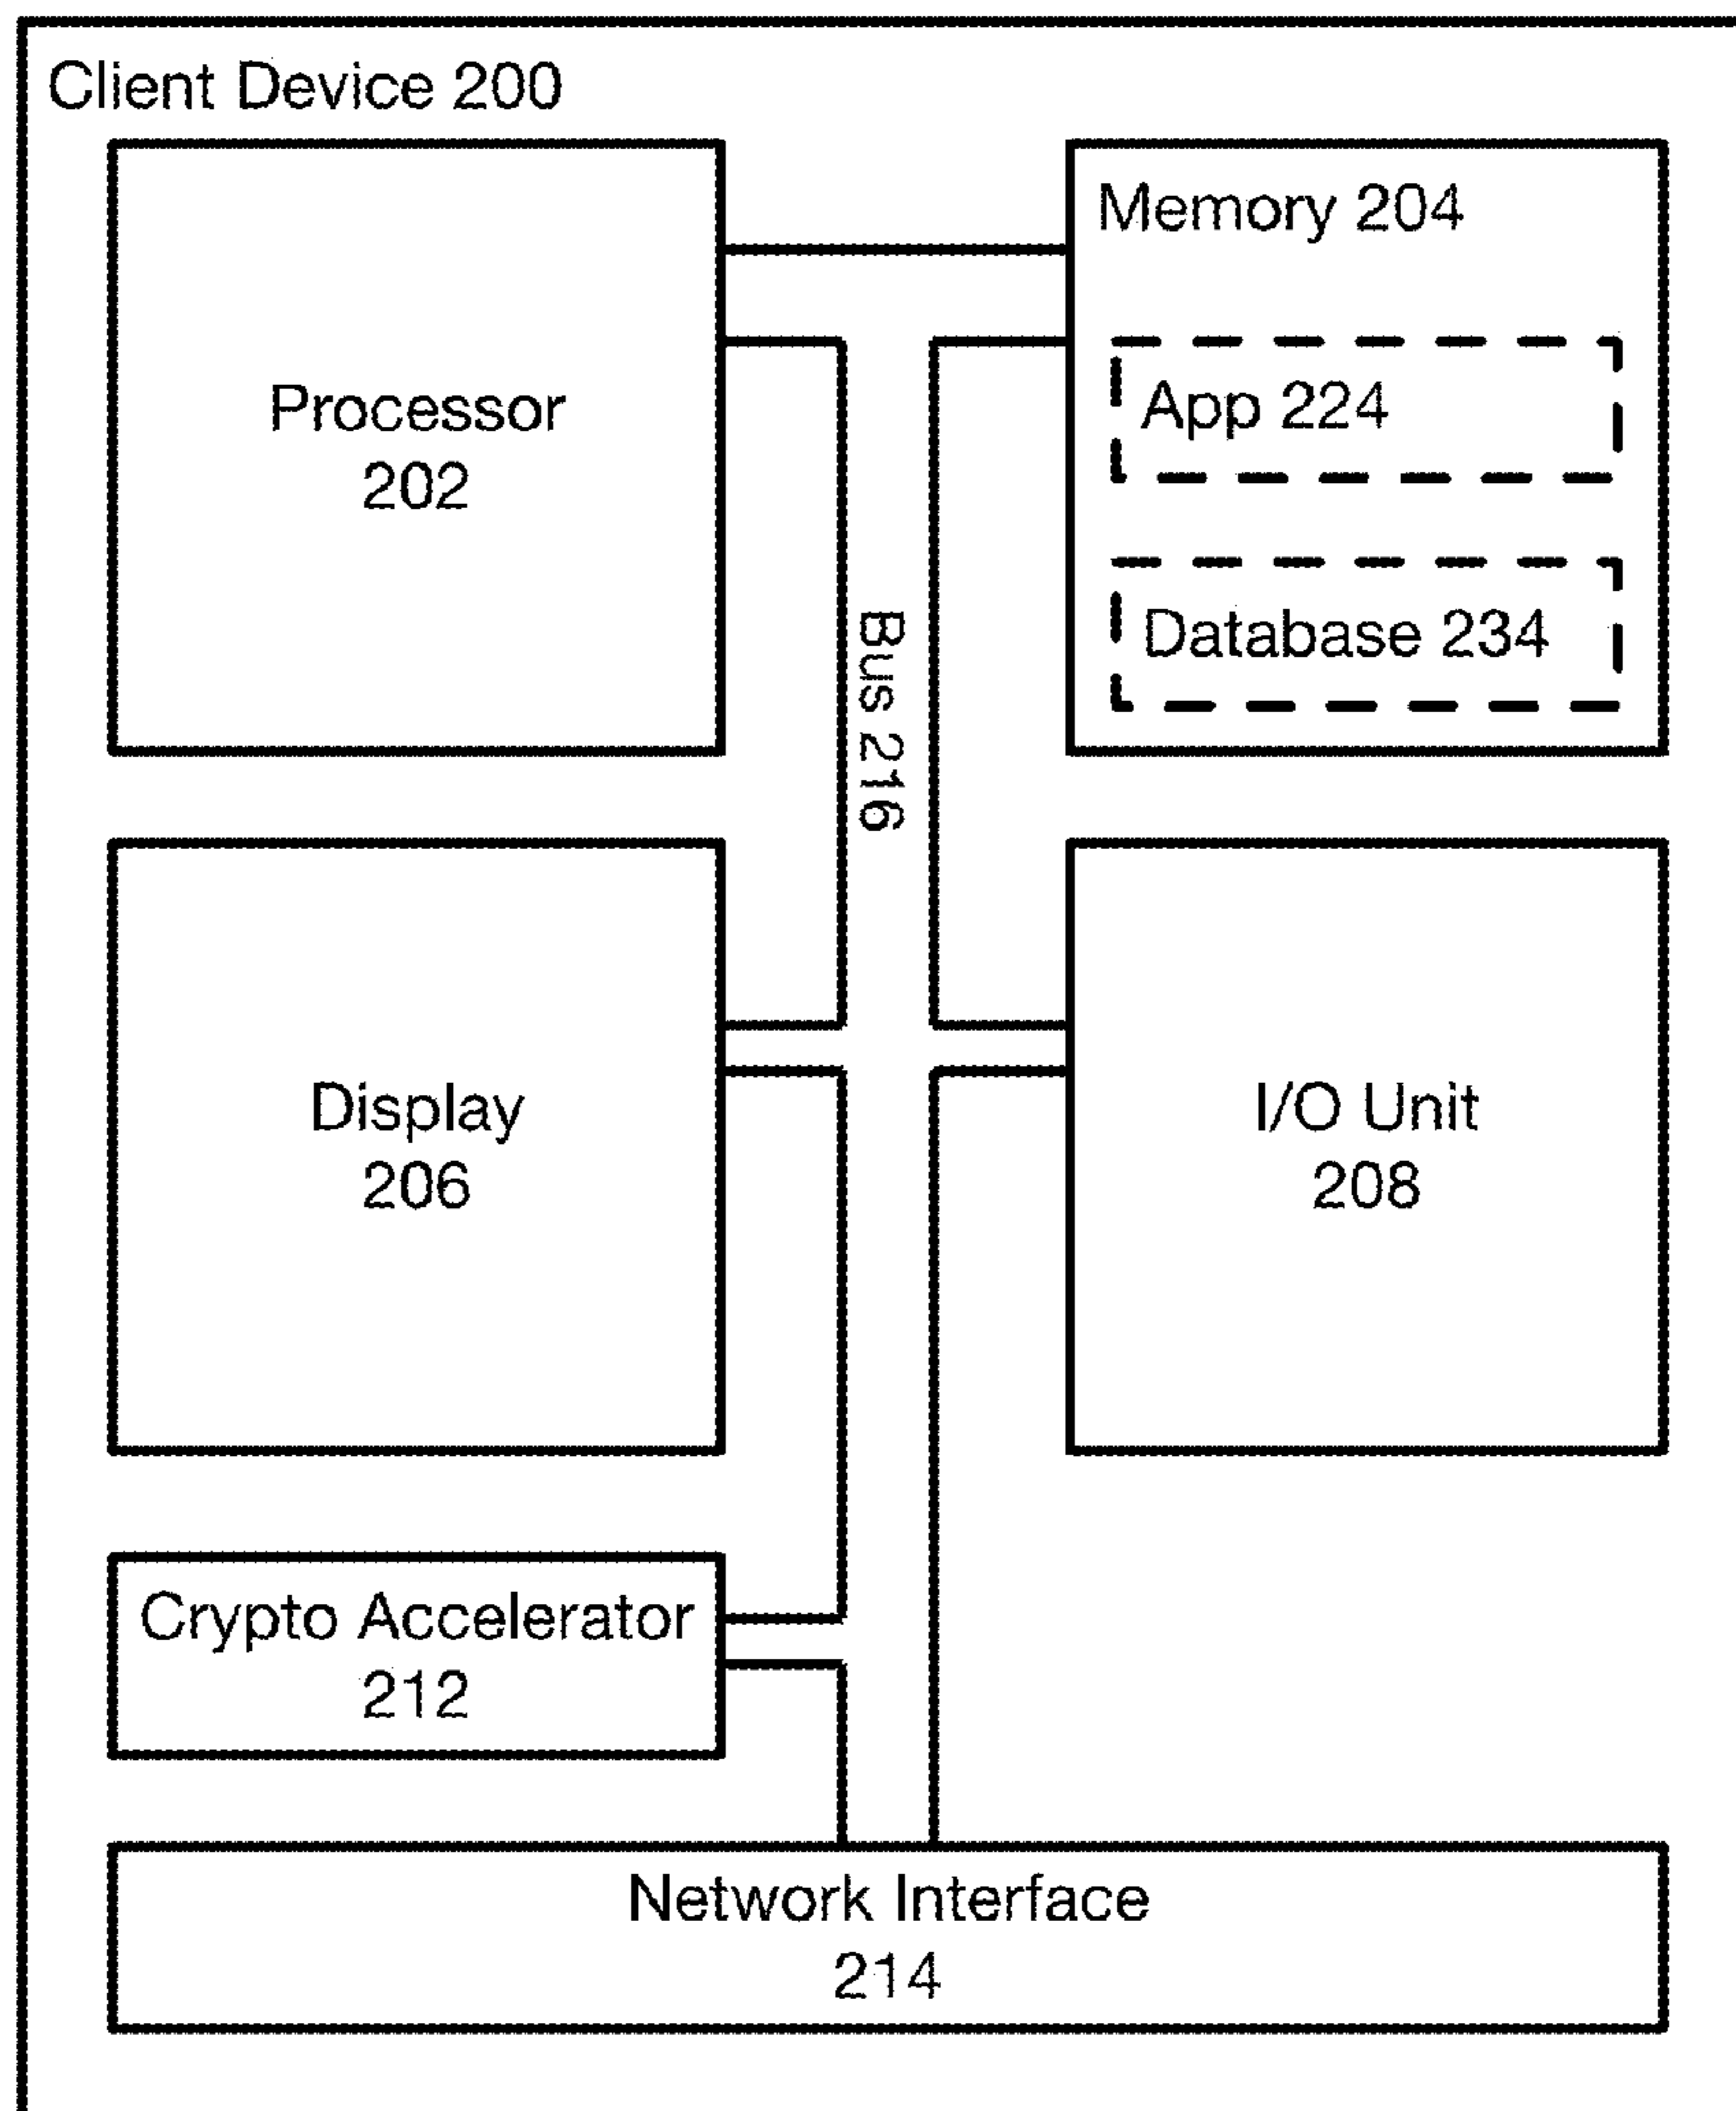 Client Device 200
Processor
202
Memory 204
App 224
Database 234
Bus 216
Display
206
I/O Unit
208
Crypto Accelerator
212
Network Interface
214